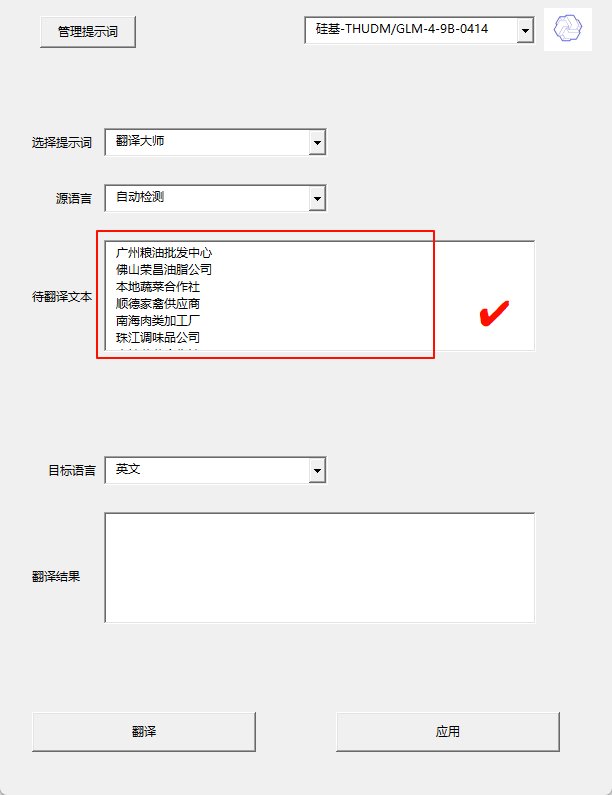 管理提示词
硅基-THUDM/GLM-4-9B-0414
选择提示词
翻译大师
源语言
自动检测
待翻译文本
广州粮油批发中心
佛山荣昌油脂公司
本地蔬菜合作社
顺德家禽供应商
南海肉类加工厂
珠江调味品公司
目标语言
英文
翻译结果
翻译
应用